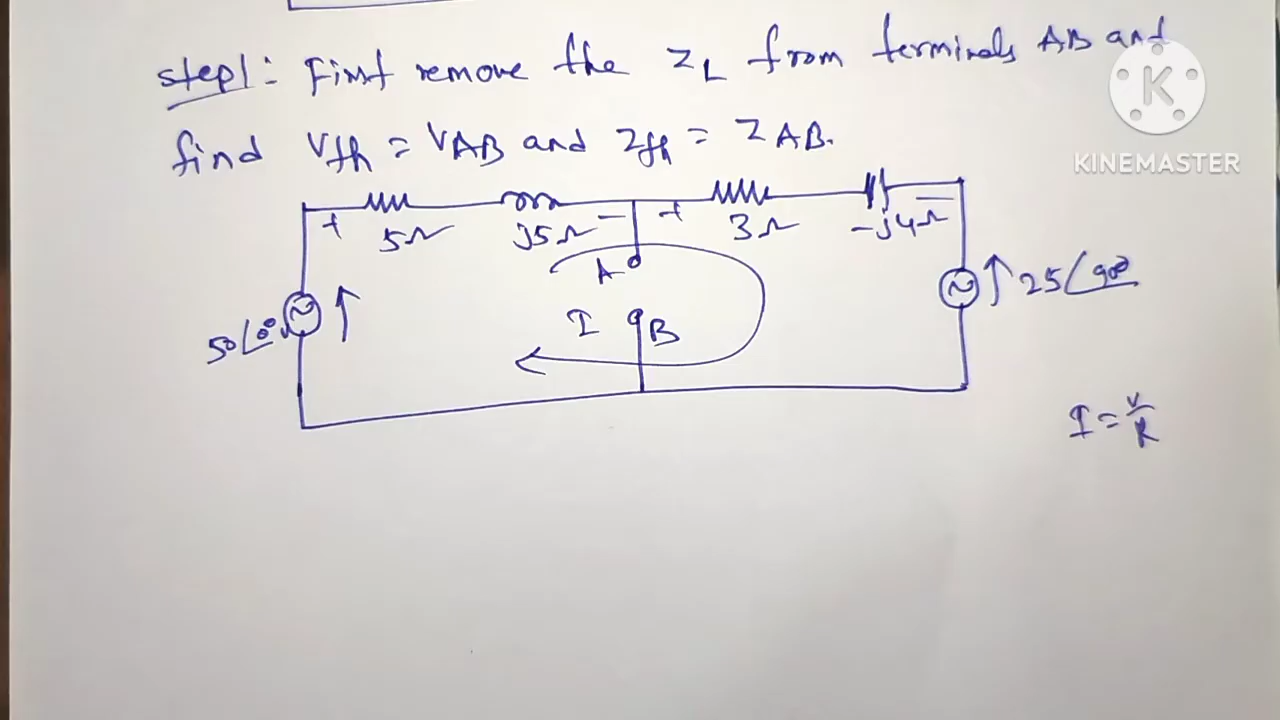 step1: First remove the ZL from terminals AB and
find Vth = VAB and Zth = ZAB.
K
KINEMASTER
+ 5Ω j5Ω − + 3Ω -j4Ω −
A
50∠0° I B 25∠90°
I = V/R